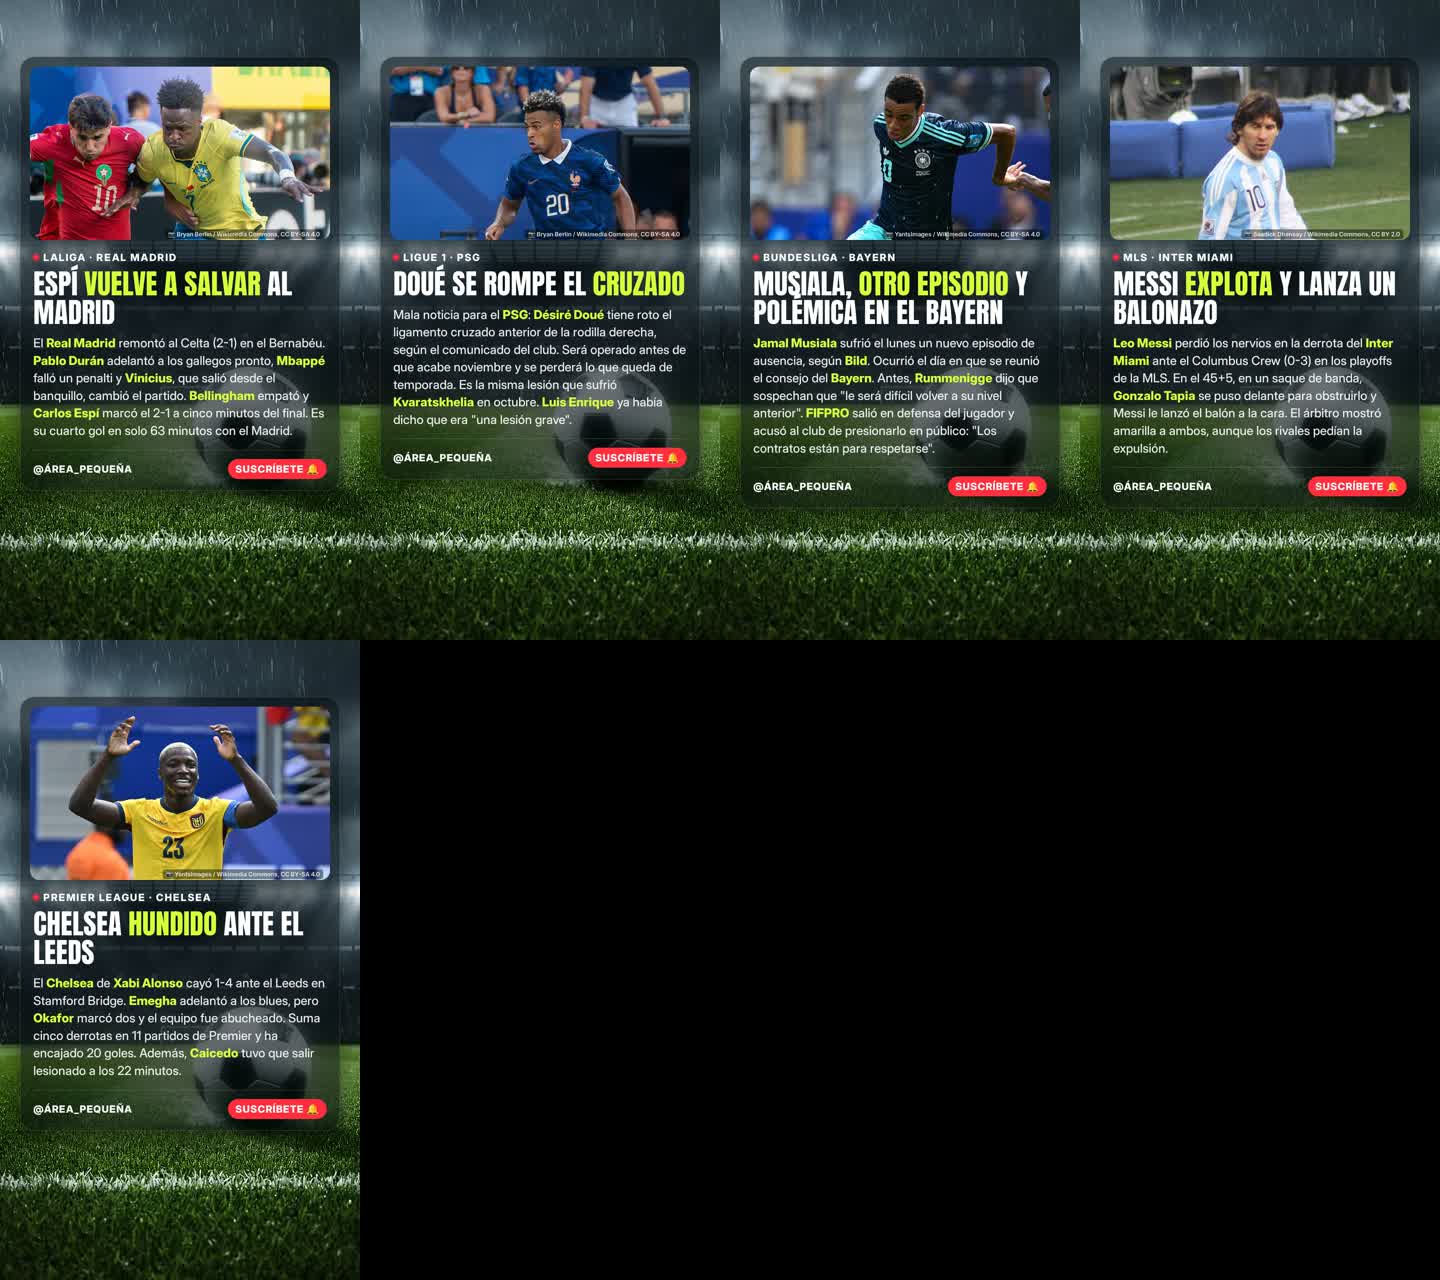 10
7
Bryan Berlin / Wikimedia Commons, CC BY-SA 4.0
LALIGA · REAL MADRID
ESPÍ VUELVE A SALVAR AL
MADRID
El Real Madrid remontó al Celta (2-1) en el Bernabéu.
Pablo Durán adelantó a los gallegos pronto, Mbappé
falló un penalti y Vinicius, que salió desde el
banquillo, cambió el partido. Bellingham empató y
Carlos Espí marcó el 2-1 a cinco minutos del final. Es
su cuarto gol en solo 63 minutos con el Madrid.
@ÁREA_PEQUEÑA
SUSCRÍBETE 🔔
20
Bryan Berlin / Wikimedia Commons, CC BY-SA 4.0
LIGUE 1 · PSG
DOUÉ SE ROMPE EL CRUZADO
Mala noticia para el PSG: Désiré Doué tiene roto el
ligamento cruzado anterior de la rodilla derecha,
según el comunicado del club. Será operado antes de
que acabe noviembre y se perderá lo que queda de
temporada. Es la misma lesión que sufrió
Kvaratskhelia en octubre. Luis Enrique ya había
dicho que era "una lesión grave".
@ÁREA_PEQUEÑA
SUSCRÍBETE 🔔
YantsImages / Wikimedia Commons, CC BY-SA 4.0
BUNDESLIGA · BAYERN
MUSIALA, OTRO EPISODIO Y
POLÉMICA EN EL BAYERN
Jamal Musiala sufrió el lunes un nuevo episodio de
ausencia, según Bild. Ocurrió el día en que se reunió
el consejo del Bayern. Antes, Rummenigge dijo que
sospechan que "le será difícil volver a su nivel
anterior". FIFPRO salió en defensa del jugador y
acusó al club de presionarlo en público: "Los
contratos están para respetarse".
@ÁREA_PEQUEÑA
SUSCRÍBETE 🔔
10
/ Wikimedia Commons, CC BY 2.0
MLS · INTER MIAMI
MESSI EXPLOTA Y LANZA UN
BALONAZO
Leo Messi perdió los nervios en la derrota del Inter
Miami ante el Columbus Crew (0-3) en los playoffs
de la MLS. En el 45+5, en un saque de banda,
Gonzalo Tapia se puso delante para obstruirlo y
Messi le lanzó el balón a la cara. El árbitro mostró
amarilla a ambos, aunque los rivales pedían la
expulsión.
@ÁREA_PEQUEÑA
SUSCRÍBETE 🔔
23
YantsImages / Wikimedia Commons, CC BY-SA 4.0
PREMIER LEAGUE · CHELSEA
CHELSEA HUNDIDO ANTE EL
LEEDS
El Chelsea de Xabi Alonso cayó 1-4 ante el Leeds en
Stamford Bridge. Emegha adelantó a los blues, pero
Okafor marcó dos y el equipo fue abucheado. Suma
cinco derrotas en 11 partidos de Premier y ha
encajado 20 goles. Además, Caicedo tuvo que salir
lesionado a los 22 minutos.
@ÁREA_PEQUEÑA
SUSCRÍBETE 🔔